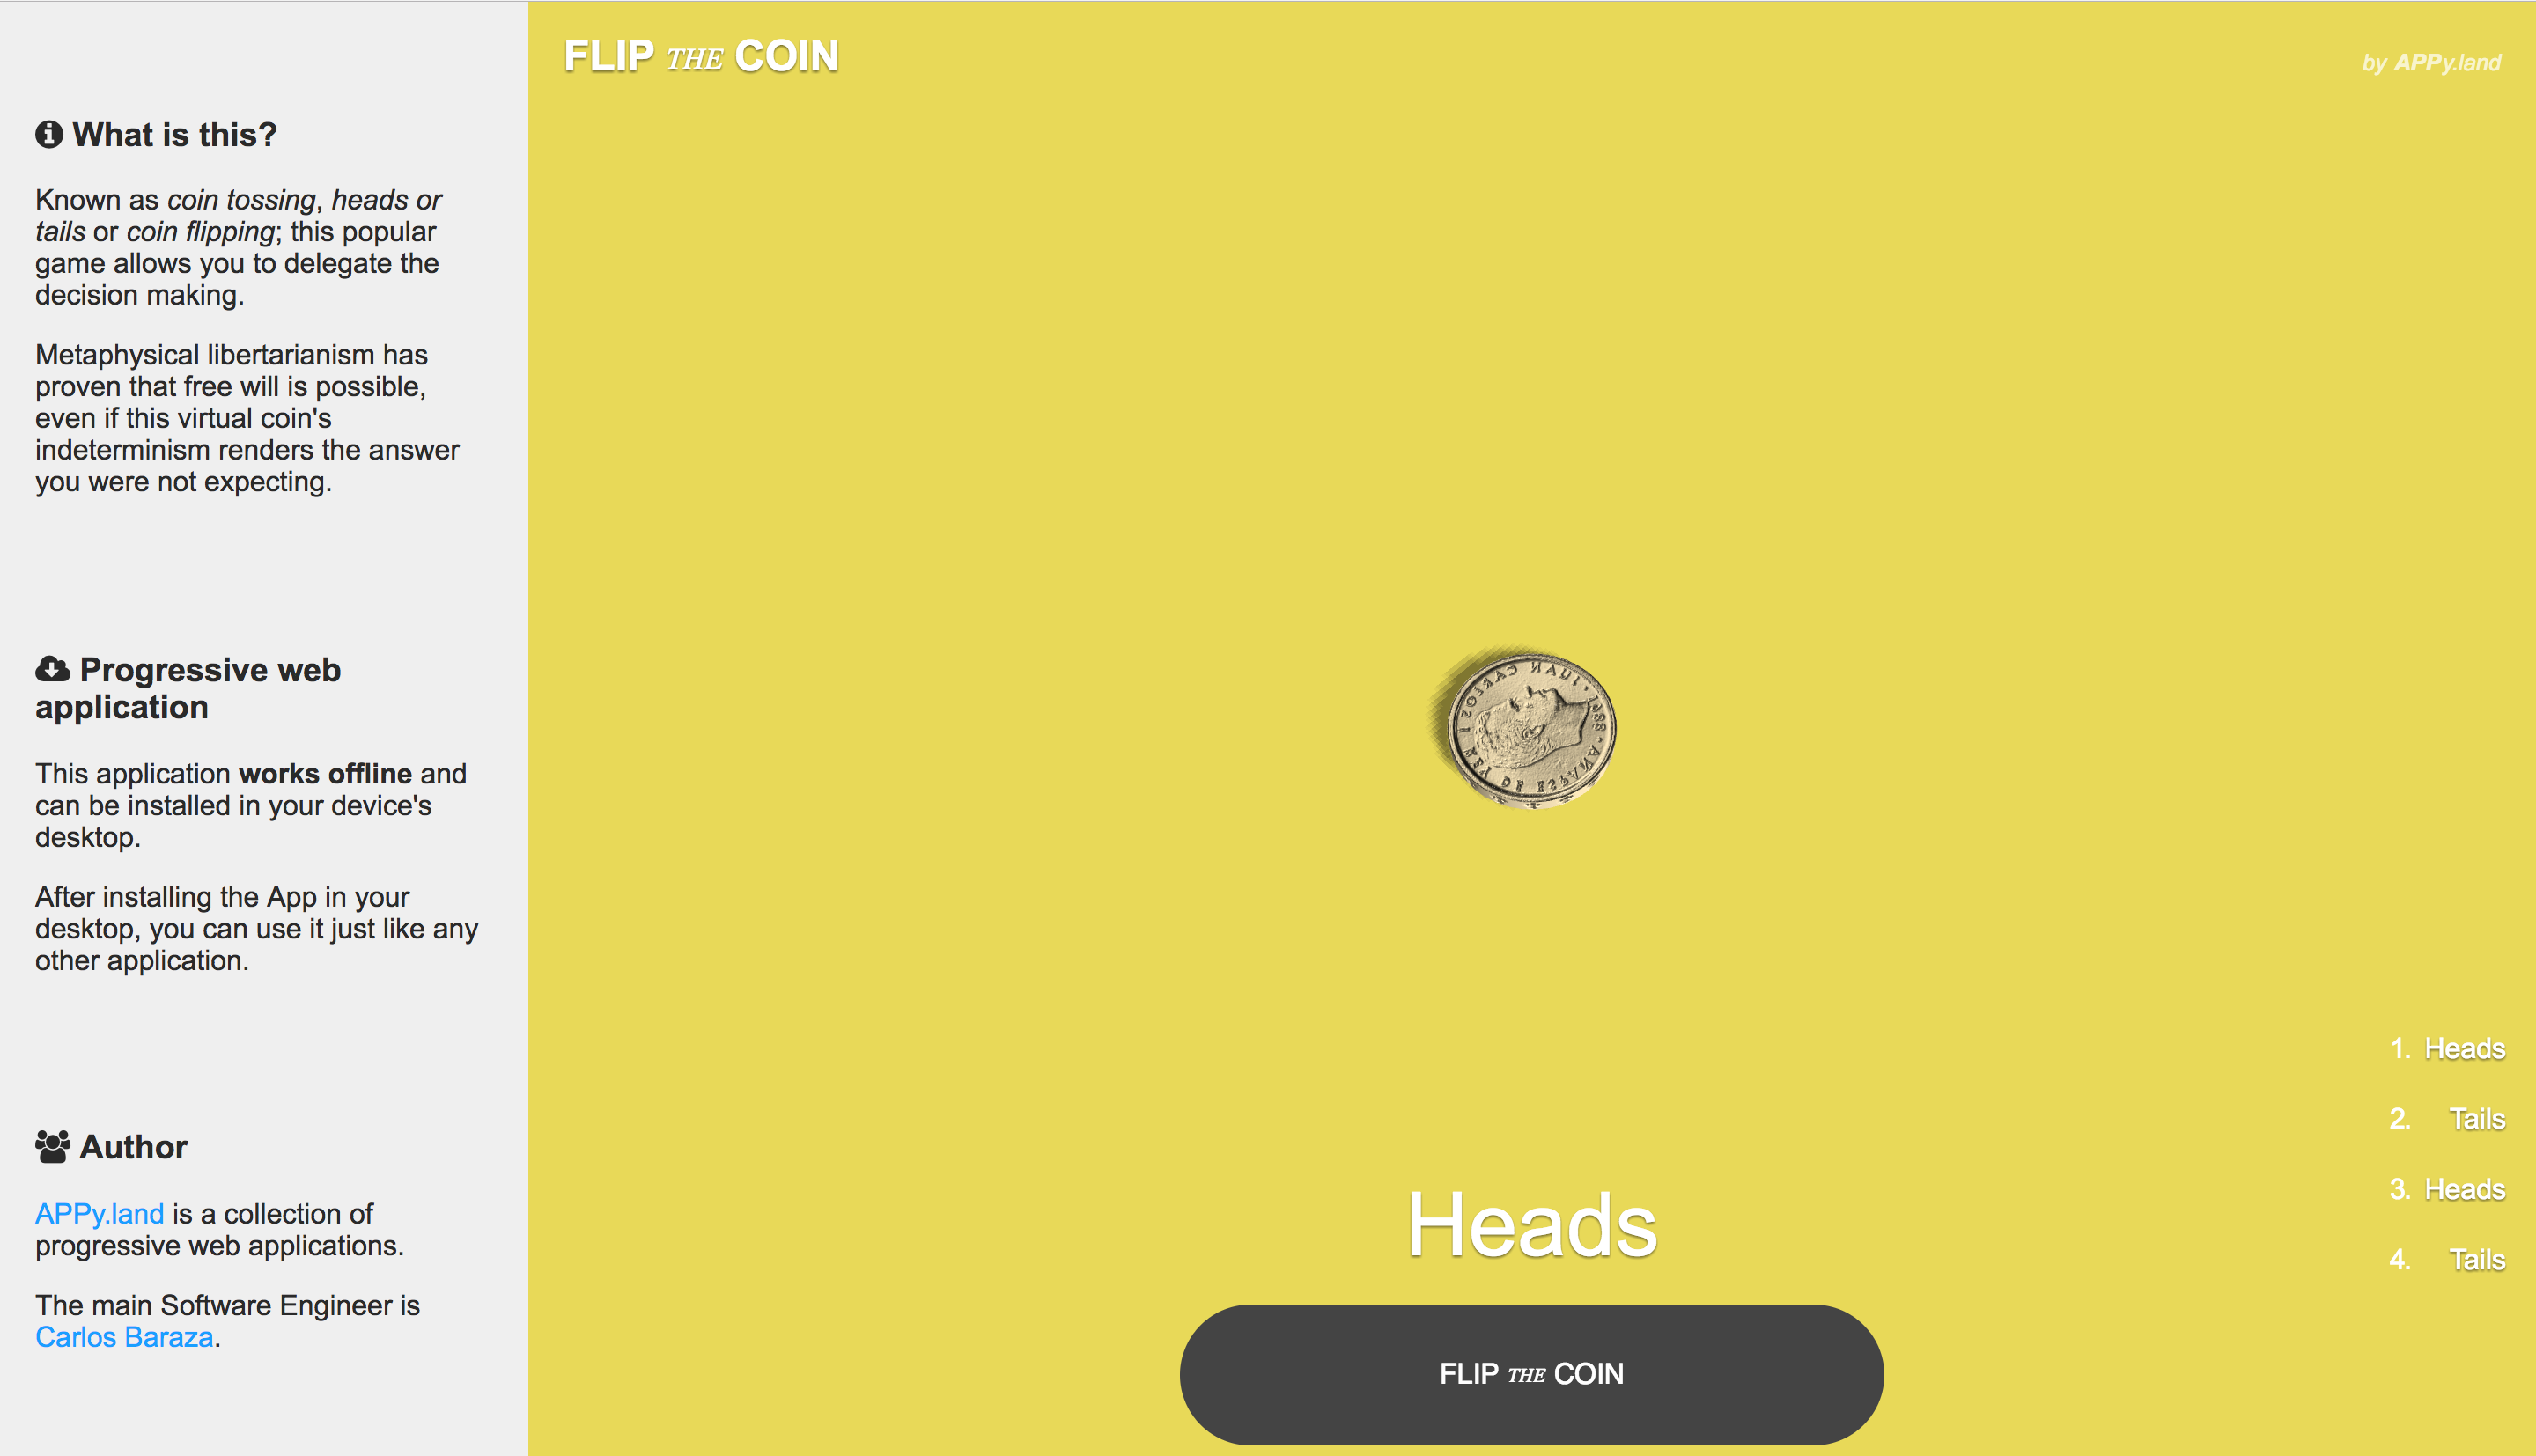 What is this?
Known as coin tossing, heads or
tails or coin flipping; this popular
game allows you to delegate the
decision making.
Metaphysical libertarianism has
proven that free will is possible,
even if this virtual coin's
indeterminism renders the answer
you were not expecting.
Progressive web
application
This application works offline and
can be installed in your device's
desktop.
After installing the App in your
desktop, you can use it just like any
other application.
Author
APPy.land is a collection of
progressive web applications.
The main Software Engineer is
Carlos Baraza.
FLIP THE COIN
by APPy.land
JUAN CARLOS I REY DE ESPAÑA
Heads
FLIP THE COIN
1. Heads
2. Tails
3. Heads
4. Tails